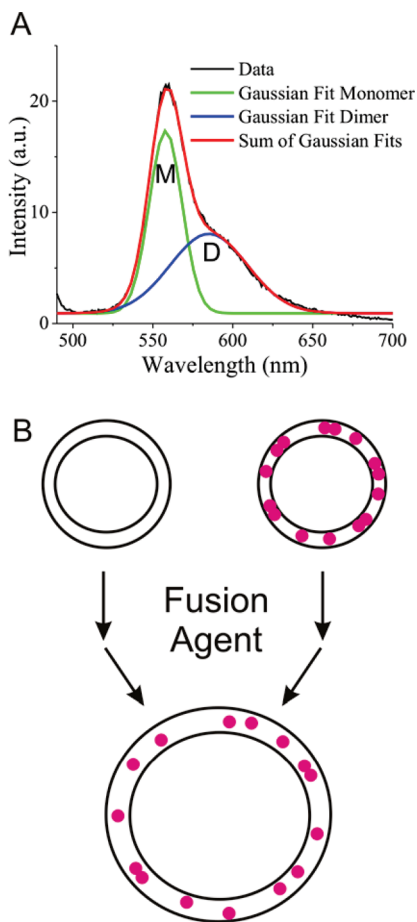 A
Intensity (a.u.)
20
10
0
Data
Gaussian Fit Monomer
Gaussian Fit Dimer
Sum of Gaussian Fits
M
D
500 550 600 650 700
Wavelength (nm)
B
Fusion
Agent